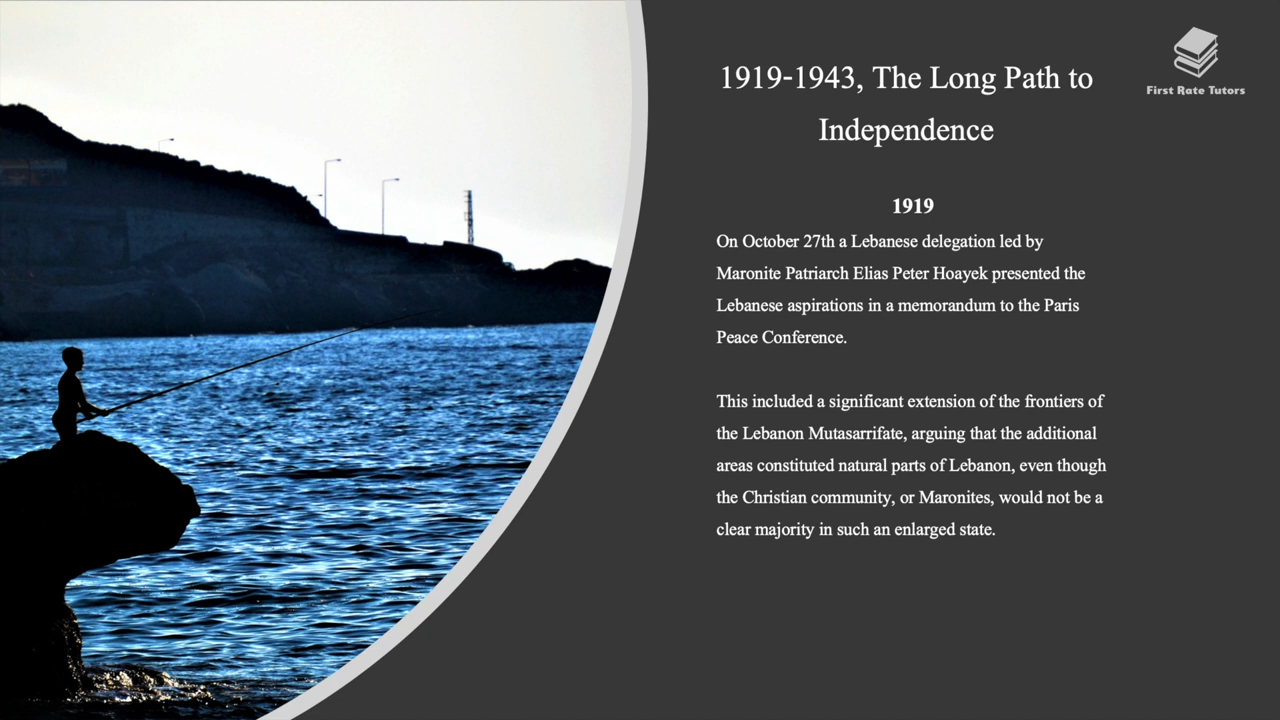 1919-1943, The Long Path to
Independence
First Rate Tutors
1919
On October 27th a Lebanese delegation led by
Maronite Patriarch Elias Peter Hoayek presented the
Lebanese aspirations in a memorandum to the Paris
Peace Conference.
This included a significant extension of the frontiers of
the Lebanon Mutasarrifate, arguing that the additional
areas constituted natural parts of Lebanon, even though
the Christian community, or Maronites, would not be a
clear majority in such an enlarged state.